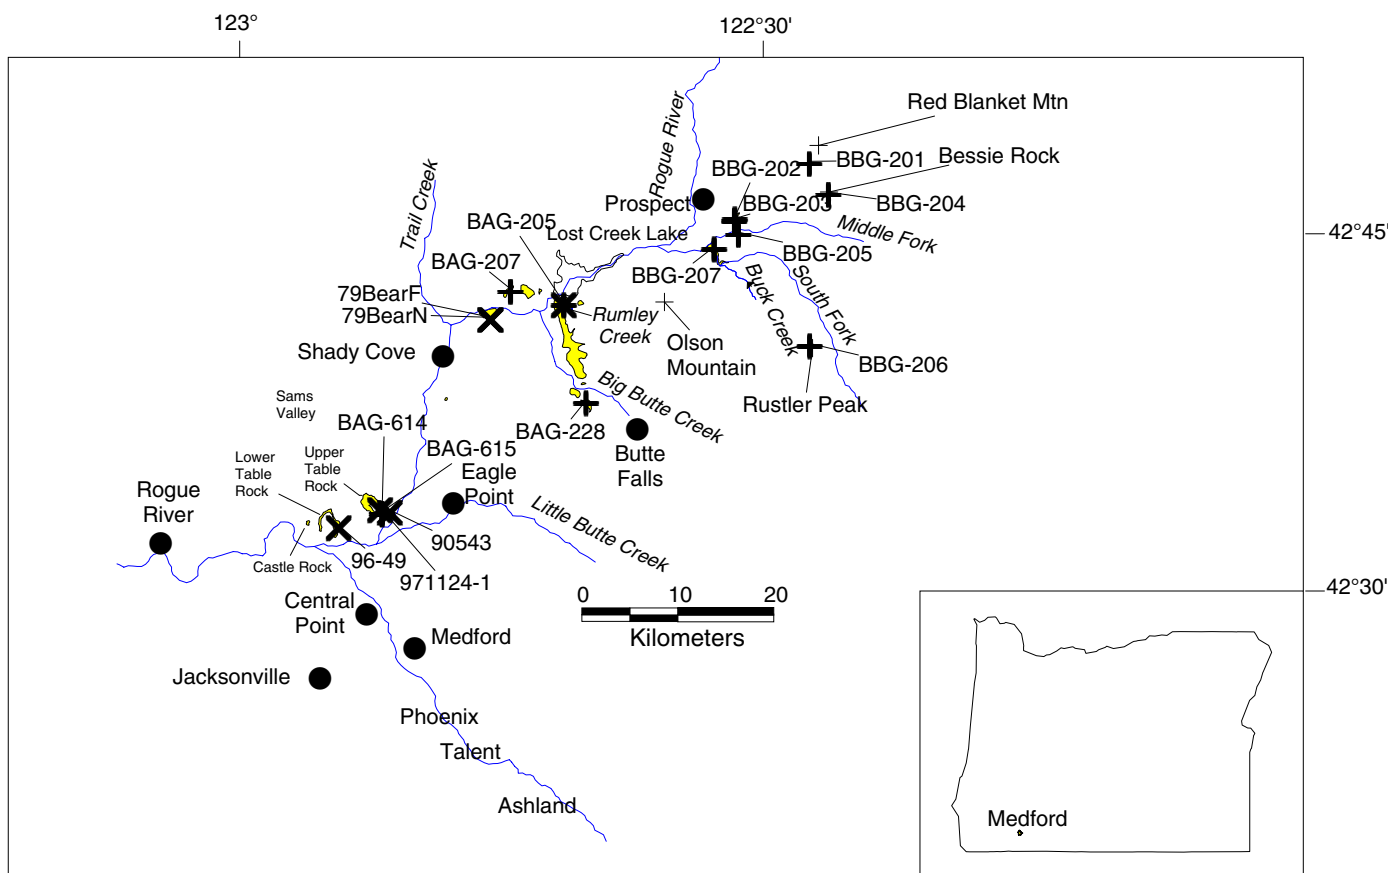 123°
122°30'
Red Blanket Mtn
Rogue River
BBG-202
BBG-201
Bessie Rock
Trail Creek
Prospect
BBG-203
BBG-204
BAG-205
Lost Creek Lake
Middle Fork
42°45'
BAG-207
BBG-207
BBG-205
79BearF
79BearN
Rumley
Creek
Buck Creek
South Fork
Shady Cove
Olson
Mountain
BBG-206
Rustler Peak
Big Butte Creek
Sams
Valley
BAG-614
BAG-228
Butte
Falls
BAG-615
Upper
Table
Rock
Lower
Table
Rock
Eagle
Point
Rogue
River
Little Butte Creek
90543
96-49
Castle Rock
971124-1
42°30'
0
10
20
Kilometers
Central
Point
Medford
Jacksonville
Phoenix
Talent
Ashland
Medford